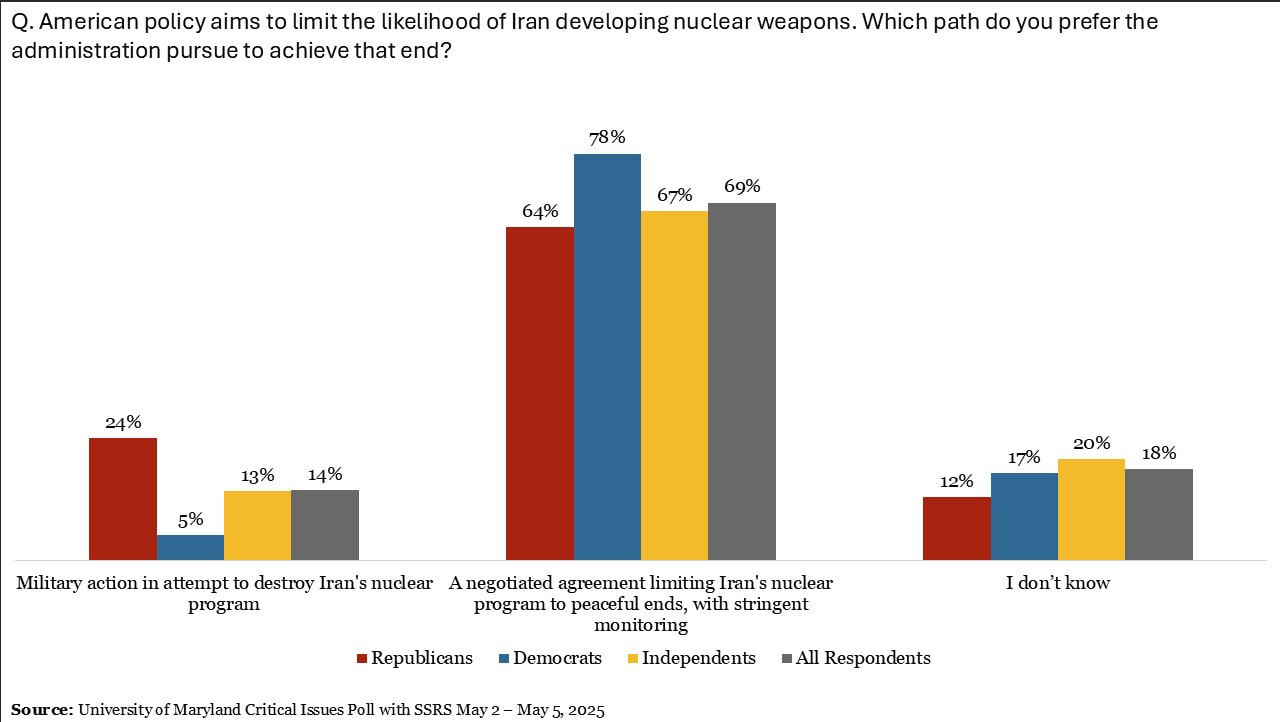 Q. American policy aims to limit the likelihood of Iran developing nuclear weapons. Which path do you prefer the
administration pursue to achieve that end?
78%
69%
67%
64%
24%
20%
18%
17%
14%
13%
12%
5%
Military action in attempt to destroy Iran's nuclear
program
A negotiated agreement limiting Iran's nuclear
program to peaceful ends, with stringent
monitoring
I don’t know
Republicans
Democrats
Independents
All Respondents
Source: University of Maryland Critical Issues Poll with SSRS May 2 – May 5, 2025